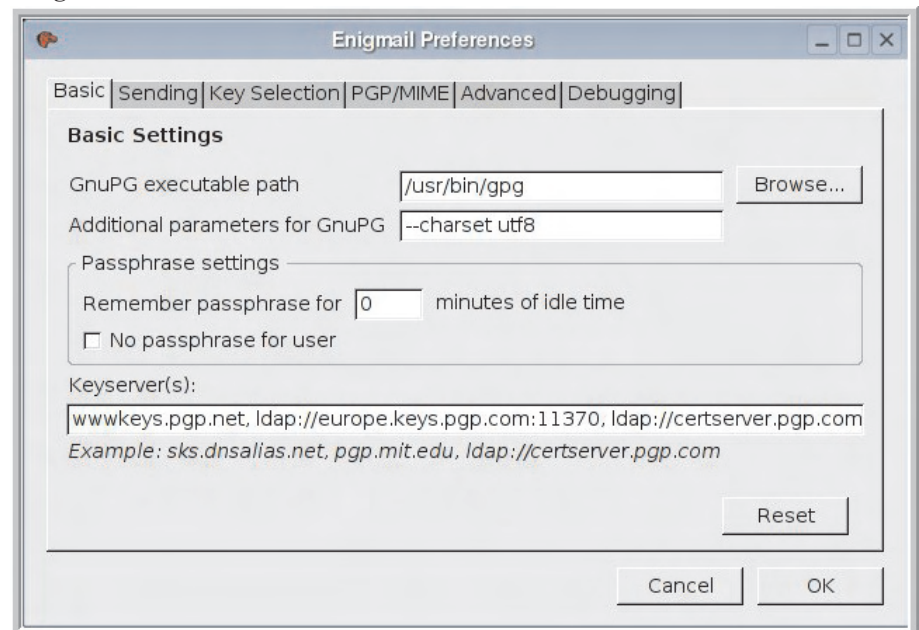 Enigmail Preferences
Basic Sending Key Selection PGP/MIME Advanced Debugging
Basic Settings
GnuPG executable path /usr/bin/gpg Browse...
Additional parameters for GnuPG --charset utf8
Passphrase settings
Remember passphrase for 0 minutes of idle time
No passphrase for user
Keyserver(s):
wwwkeys.pgp.net, ldap://europe.keys.pgp.com:11370, ldap://certserver.pgp.com
Example: sks.dnsalias.net, pgp.mit.edu, ldap://certserver.pgp.com
Reset
Cancel OK